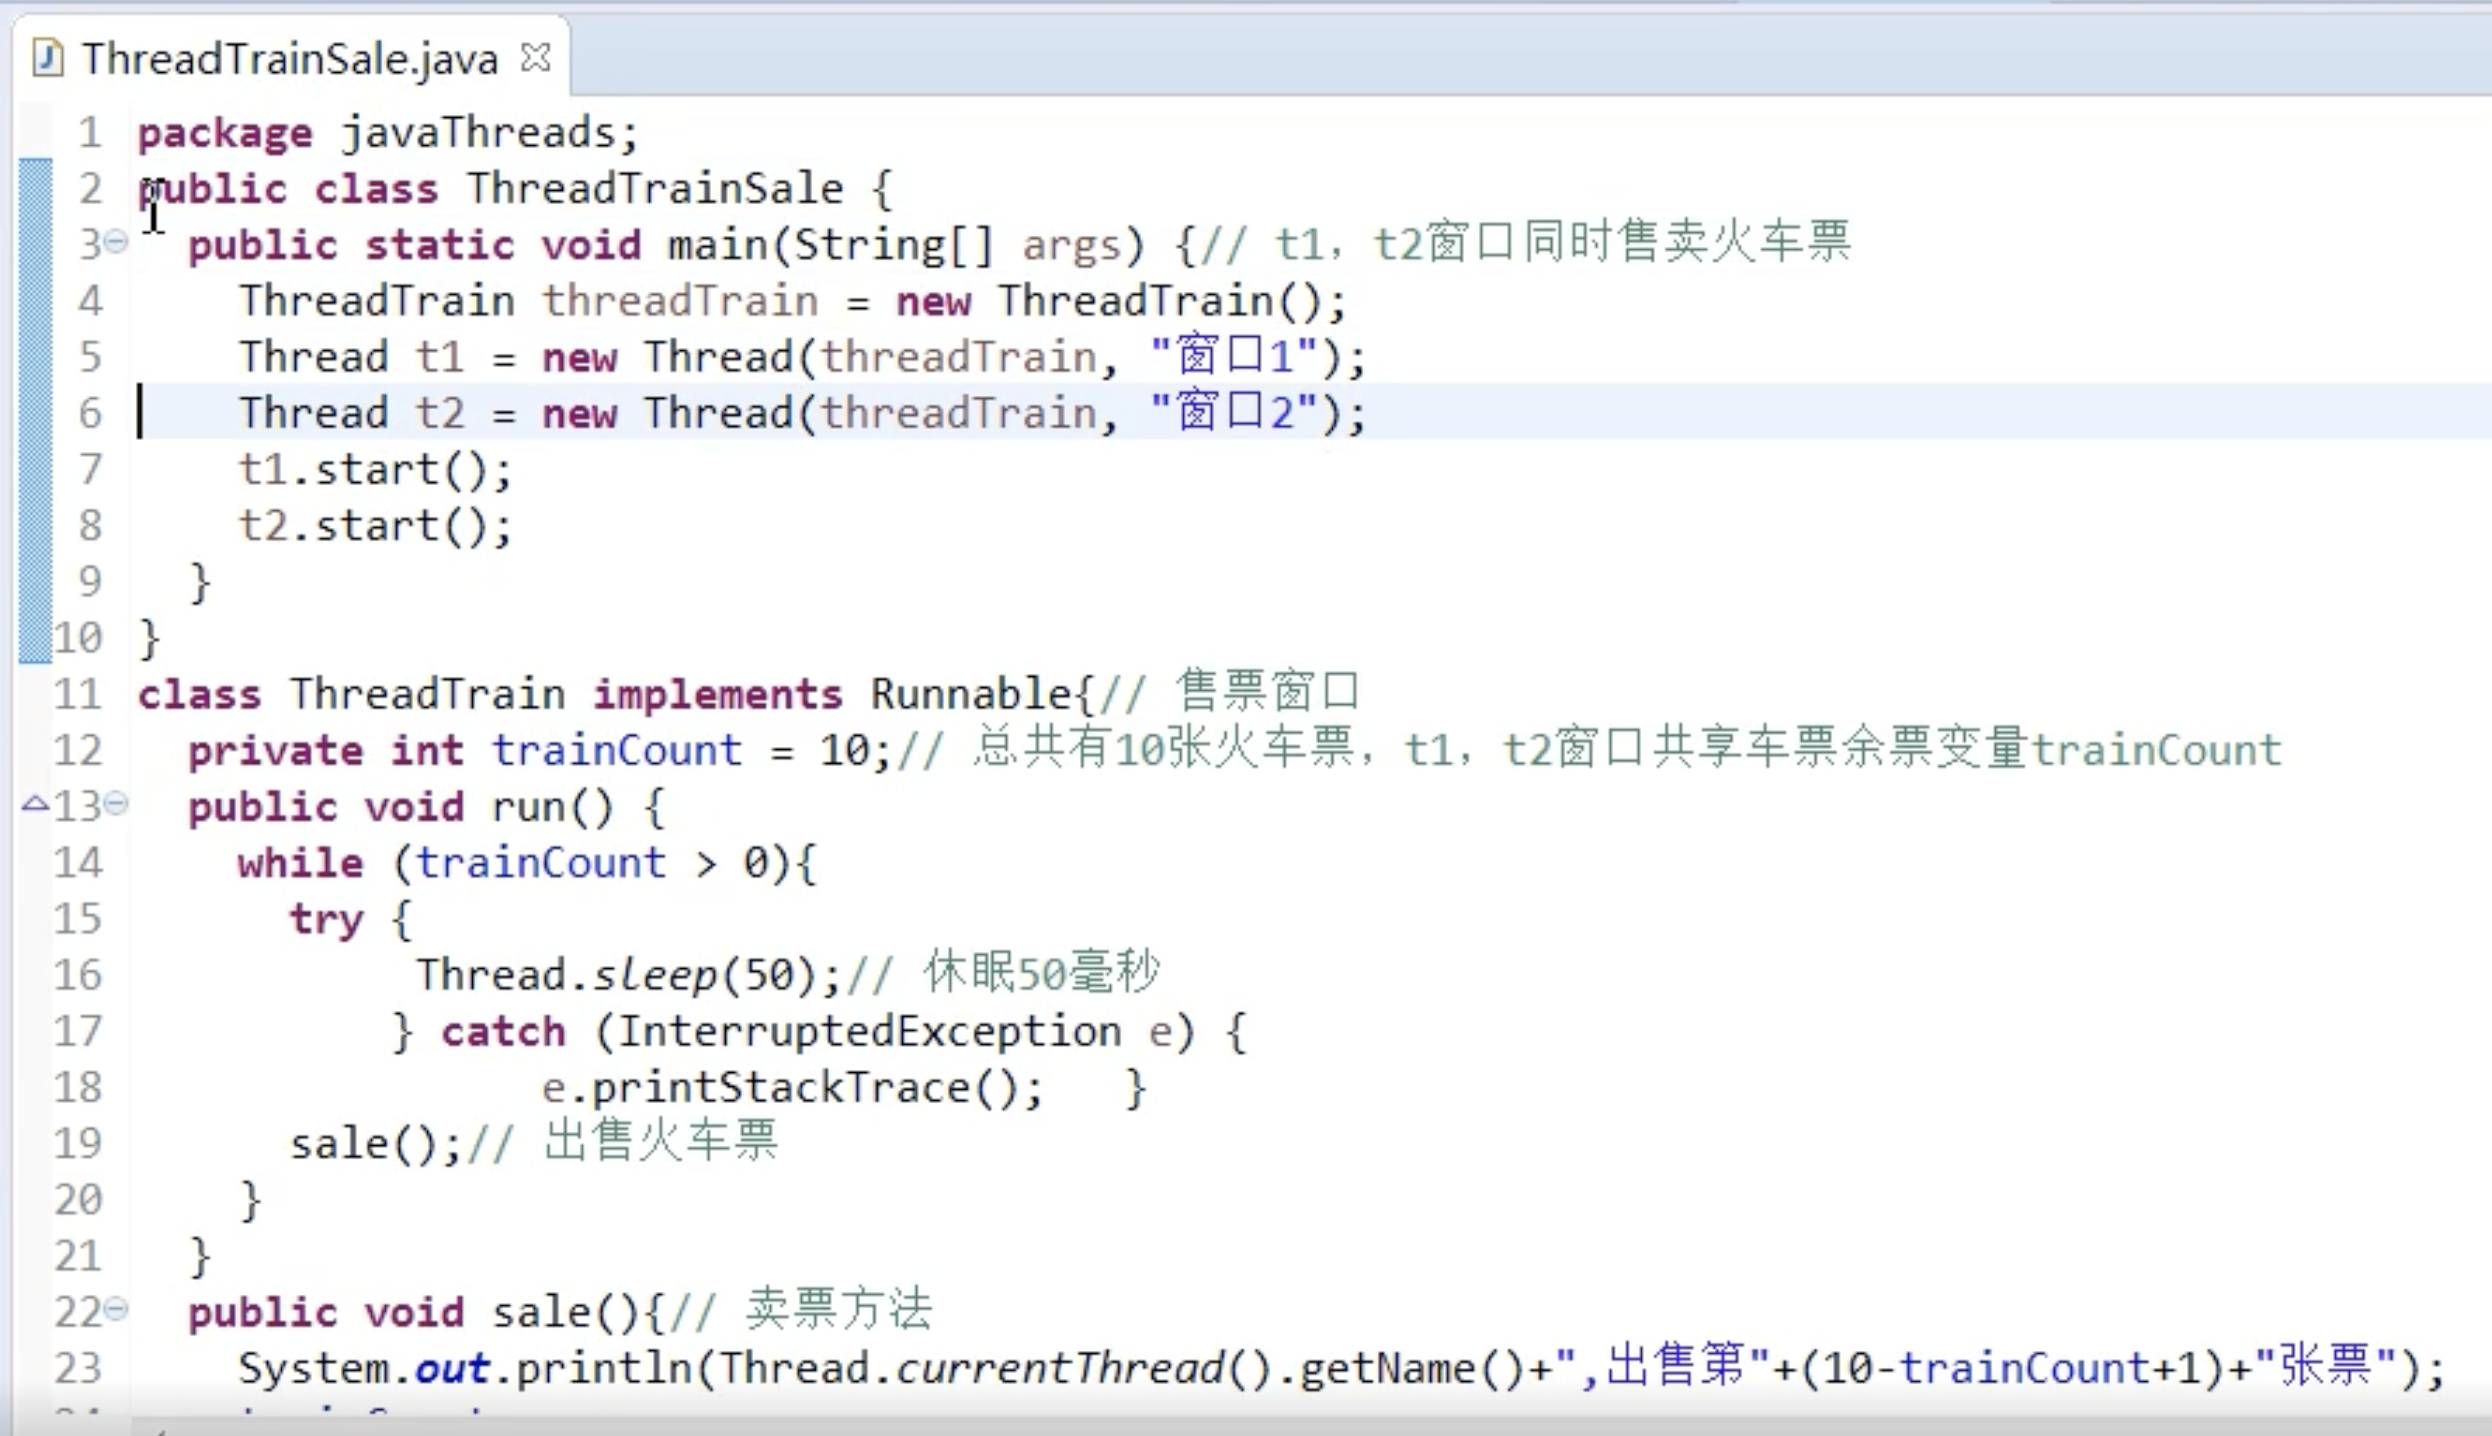 ThreadTrainSale.java
1 package javaThreads;
2 public class ThreadTrainSale {
3 public static void main(String[] args) {// t1，t2窗口同时售卖火车票
4 ThreadTrain threadTrain = new ThreadTrain();
5 Thread t1 = new Thread(threadTrain, "窗口1");
6 Thread t2 = new Thread(threadTrain, "窗口2");
7 t1.start();
8 t2.start();
9 }
10 }
11 class ThreadTrain implements Runnable{// 售票窗口
12 private int trainCount = 10;// 总共有10张火车票，t1，t2窗口共享车票余票变量trainCount
13 public void run() {
14 while (trainCount > 0){
15 try {
16 Thread.sleep(50);// 休眠50毫秒
17 } catch (InterruptedException e) {
18 e.printStackTrace(); }
19 sale();// 出售火车票
20 }
21 }
22 public void sale(){// 卖票方法
23 System.out.println(Thread.currentThread().getName()+",出售第"+(10-trainCount+1)+"张票");